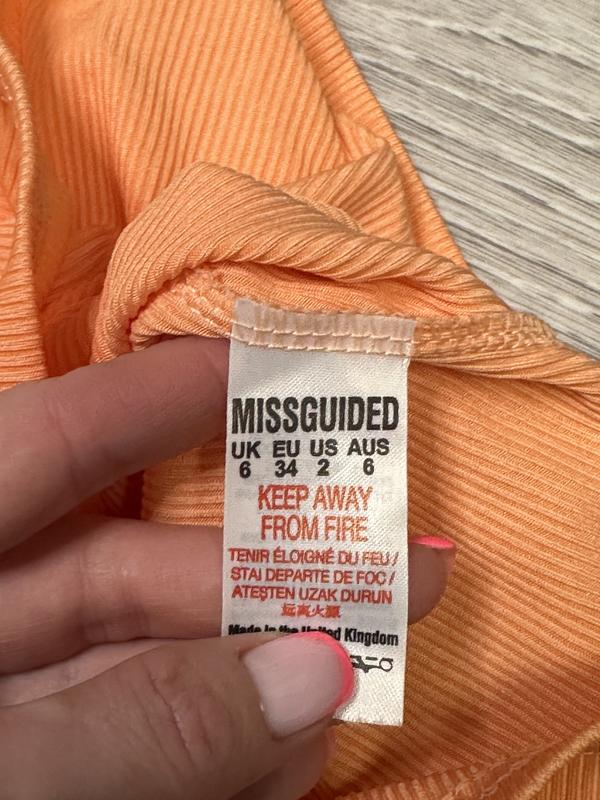 MISSGUIDED
UK EU US AUS
6 34 2 6
KEEP AWAY
FROM FIRE
TENIR ÉLOIGNÉ DU FEU /
STAI DEPARTE DE FOC /
ATEŞTEN UZAK DURUN
远离火源
Made in the United Kingdom